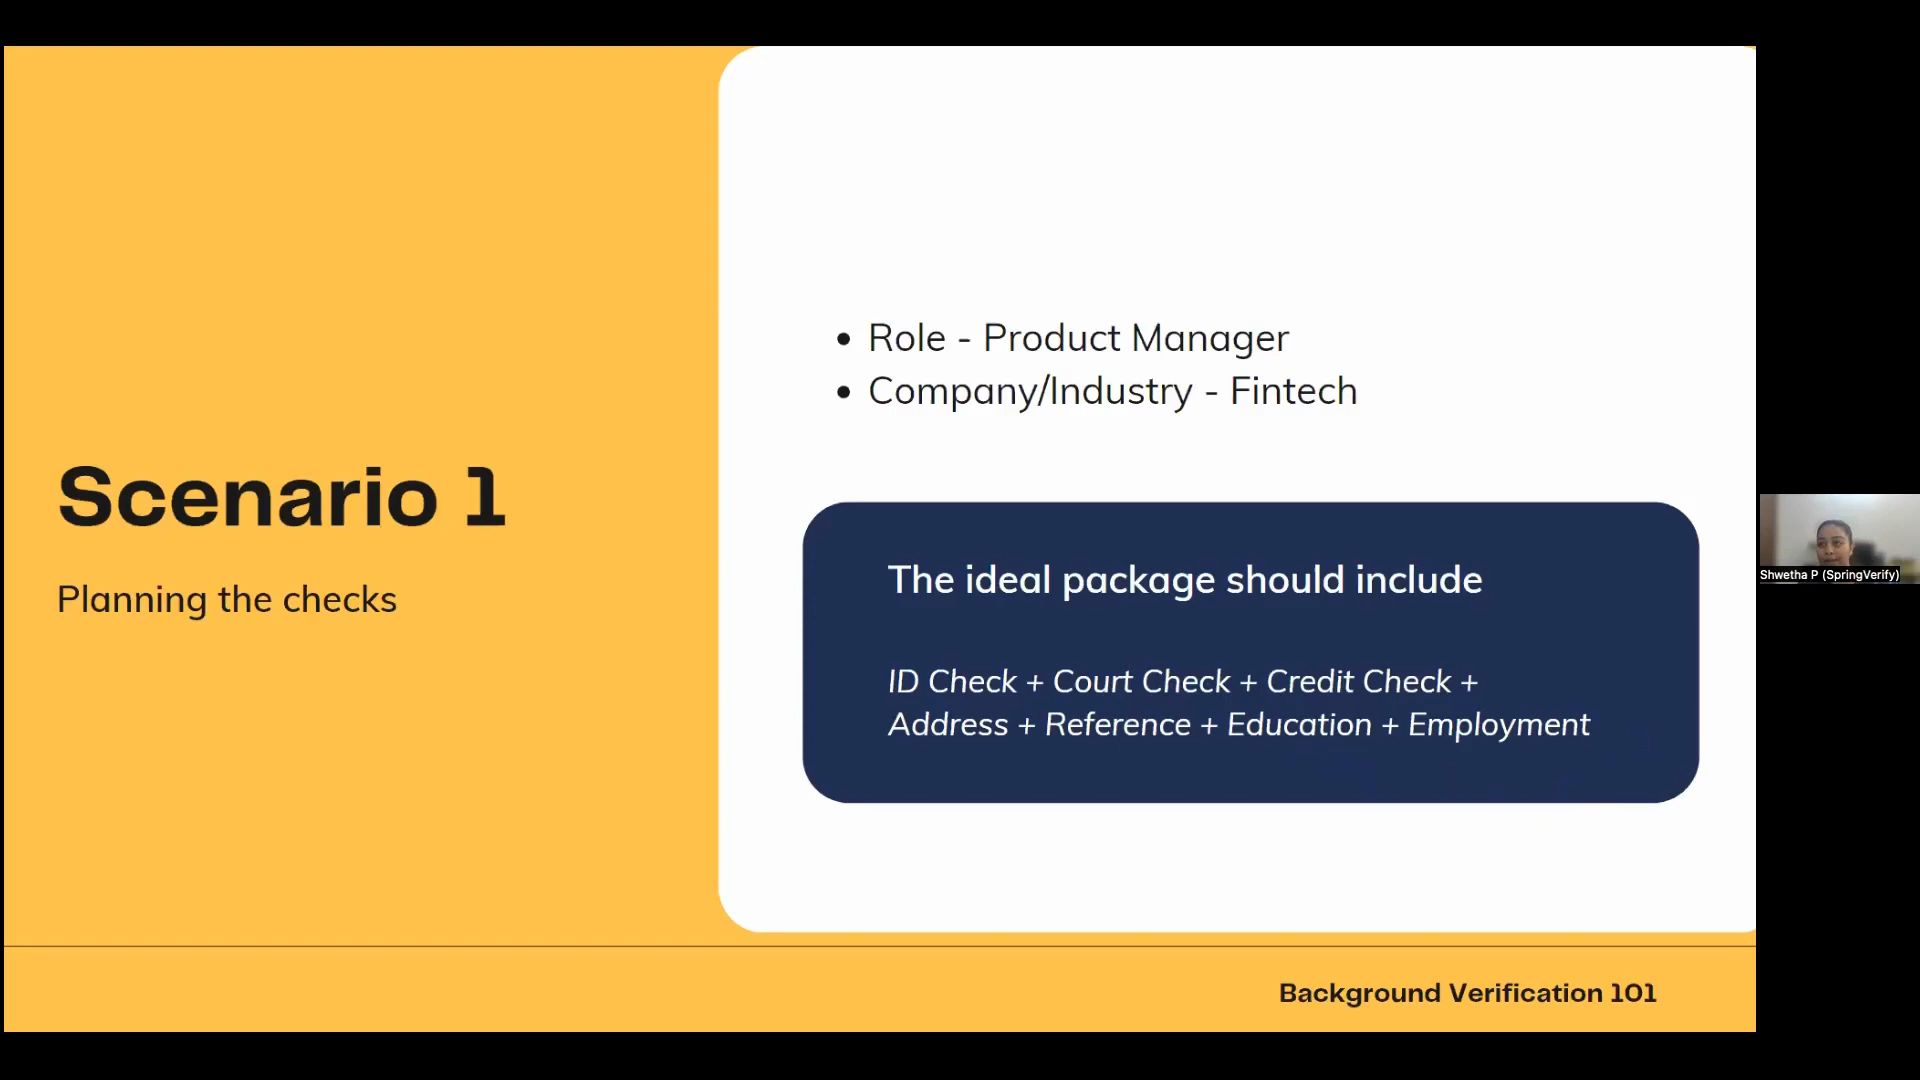 Scenario 1
Planning the checks
• Role - Product Manager
• Company/Industry - Fintech
The ideal package should include
ID Check + Court Check + Credit Check +
Address + Reference + Education + Employment
Background Verification 101
Shwetha P (SpringVerify)